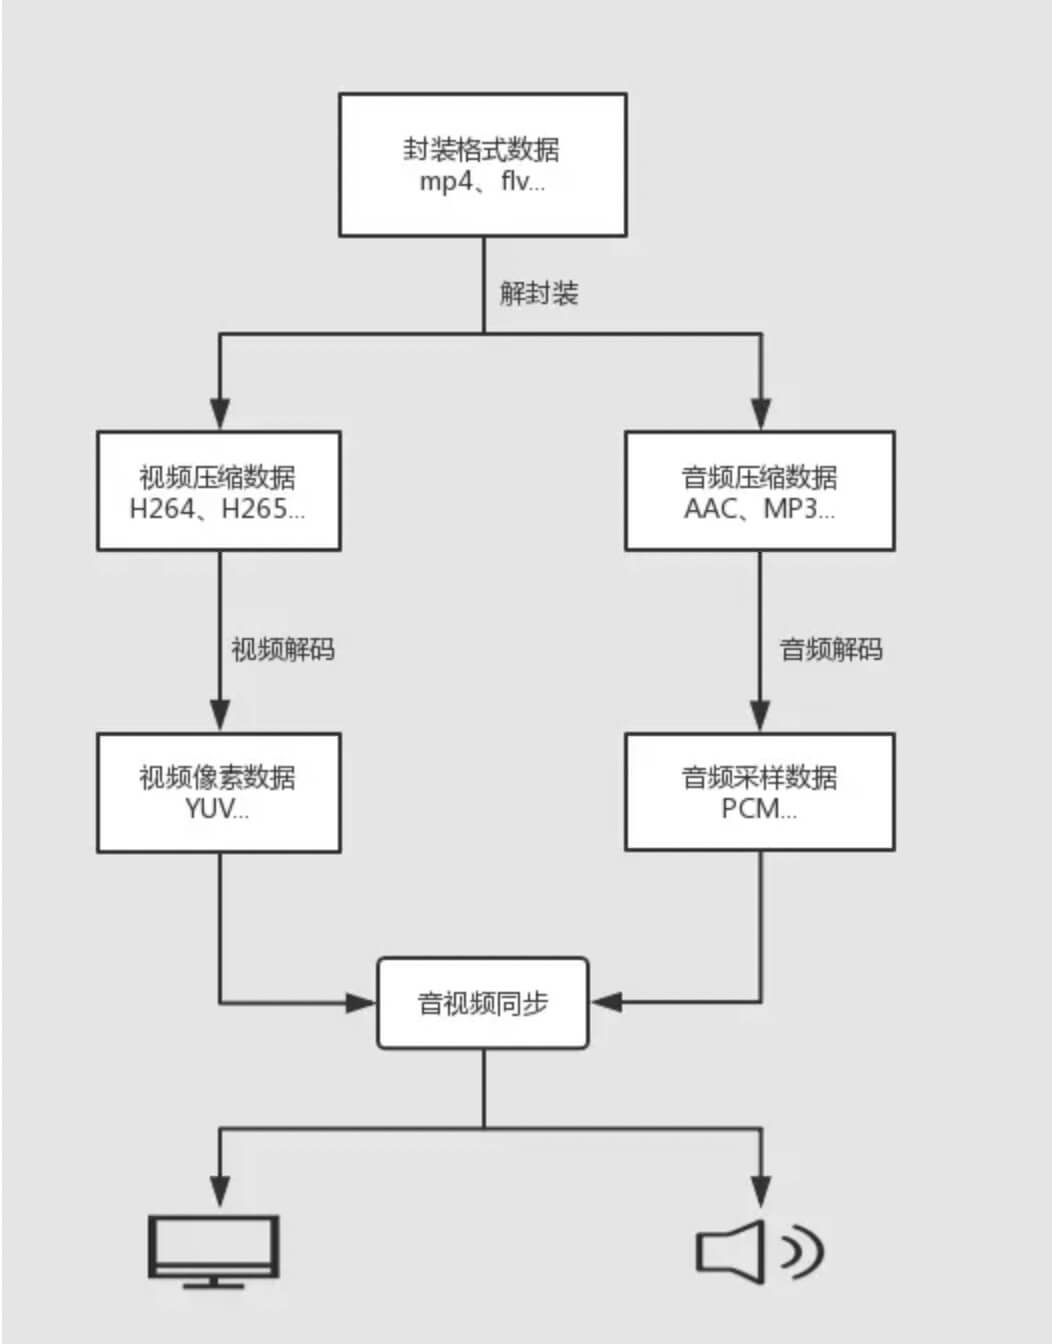 封装格式数据
mp4、flv...
解封装
视频压缩数据
H264、H265...
音频压缩数据
AAC、MP3...
视频解码
音频解码
视频像素数据
YUV...
音频采样数据
PCM...
音视频同步